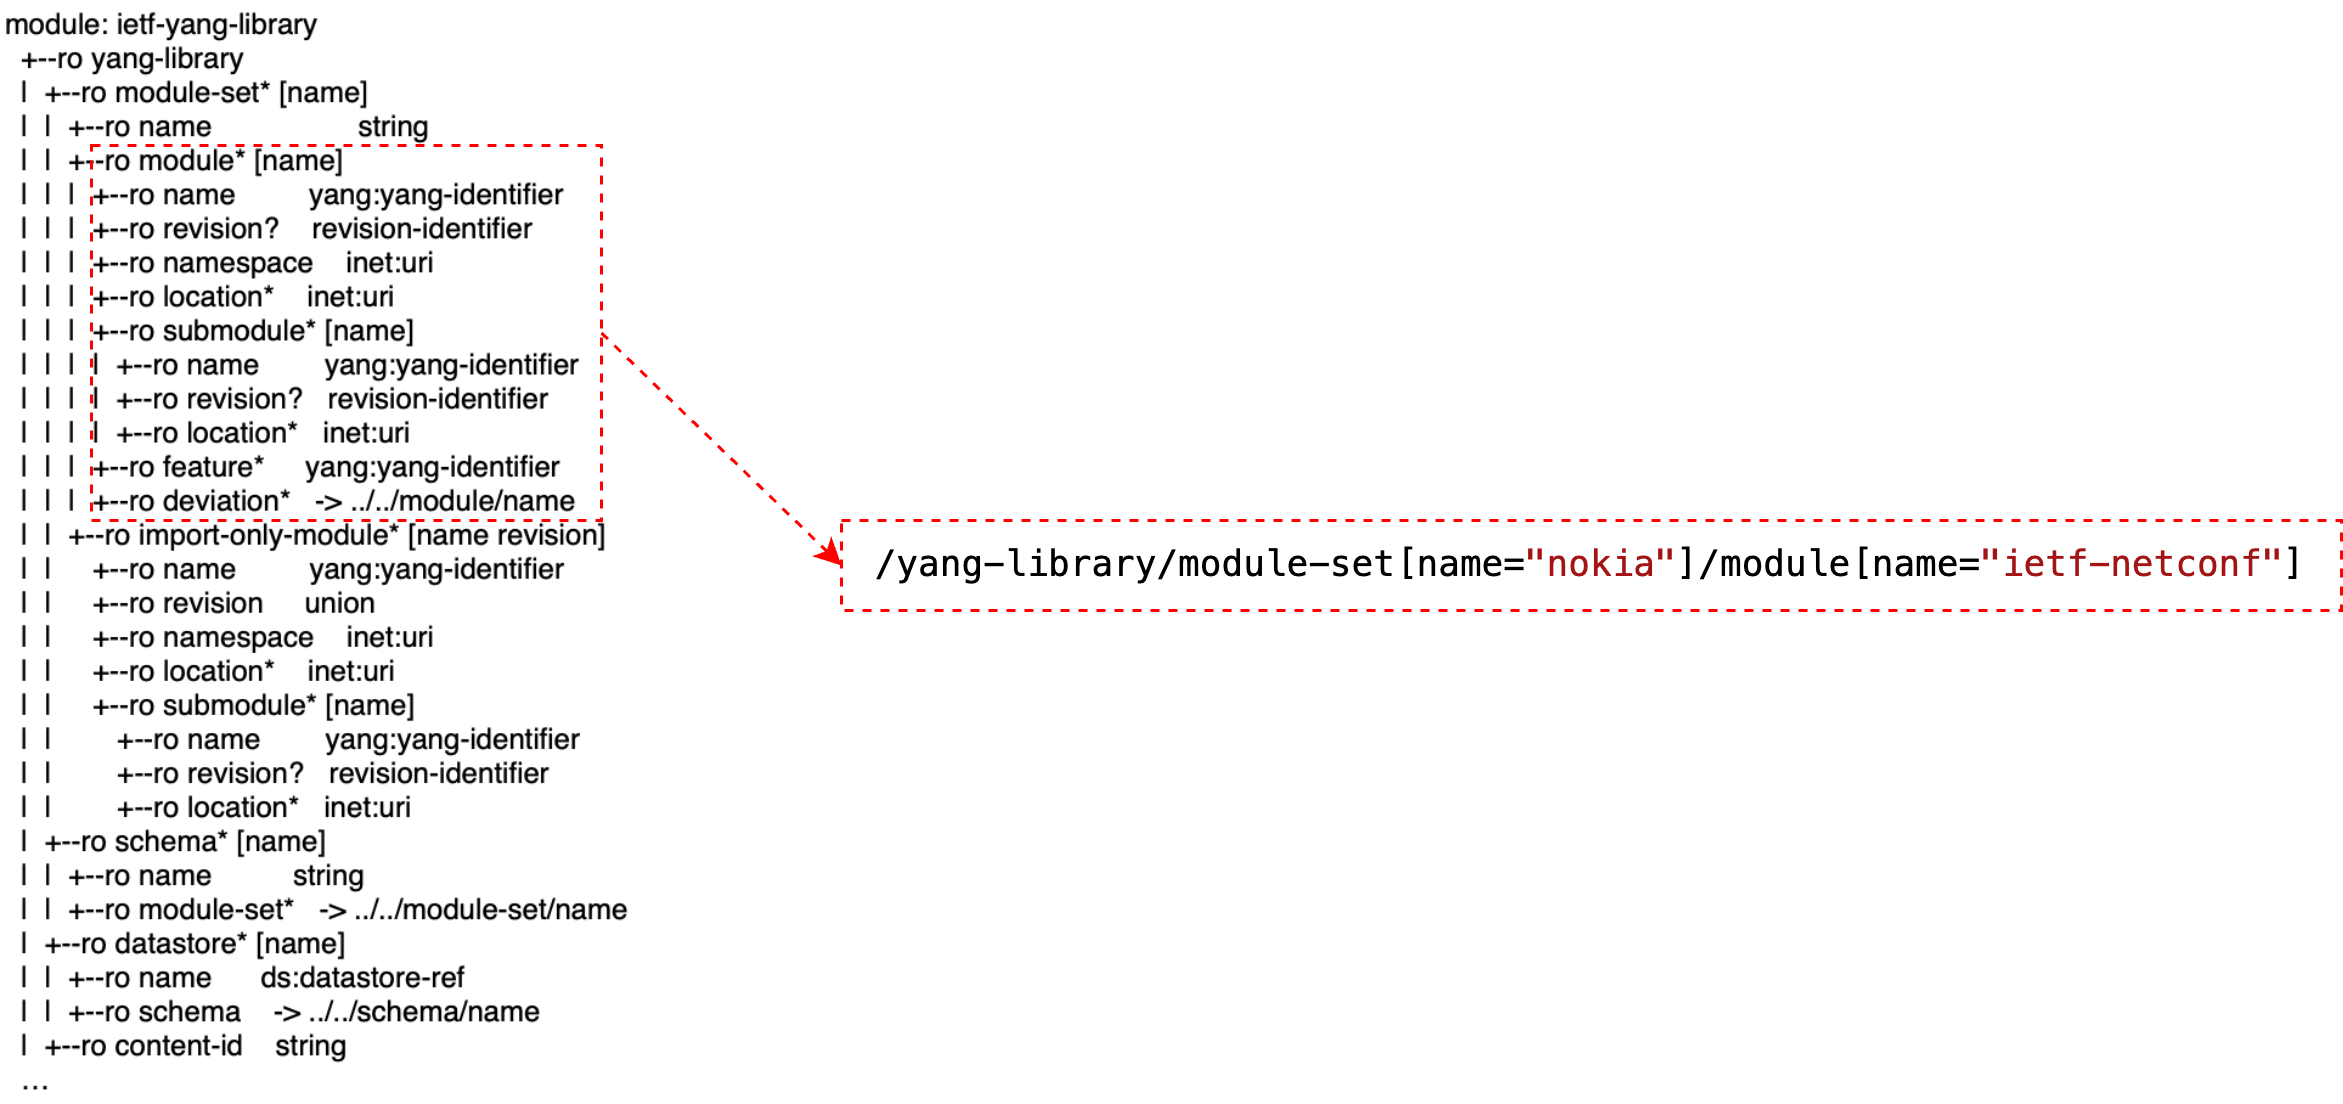 module: ietf-yang-library
+--ro yang-library
| +--ro module-set* [name]
| | +--ro name string
| | +--ro module* [name]
| | | +--ro name yang:yang-identifier
| | | +--ro revision? revision-identifier
| | | +--ro namespace inet:uri
| | | +--ro location* inet:uri
| | | +--ro submodule* [name]
| | | | +--ro name yang:yang-identifier
| | | | +--ro revision? revision-identifier
| | | | +--ro location* inet:uri
| | | +--ro feature* yang:yang-identifier
| | | +--ro deviation* -> ../../module/name
| | +--ro import-only-module* [name revision]
| | +--ro name yang:yang-identifier
| | +--ro revision union
| | +--ro namespace inet:uri
| | +--ro location* inet:uri
| | +--ro submodule* [name]
| | +--ro name yang:yang-identifier
| | +--ro revision? revision-identifier
| | +--ro location* inet:uri
| +--ro schema* [name]
| | +--ro name string
| | +--ro module-set* -> ../../module-set/name
| +--ro datastore* [name]
| | +--ro name ds:datastore-ref
| | +--ro schema -> ../../schema/name
| +--ro content-id string
...
/yang-library/module-set[name="nokia"]/module[name="ietf-netconf"]